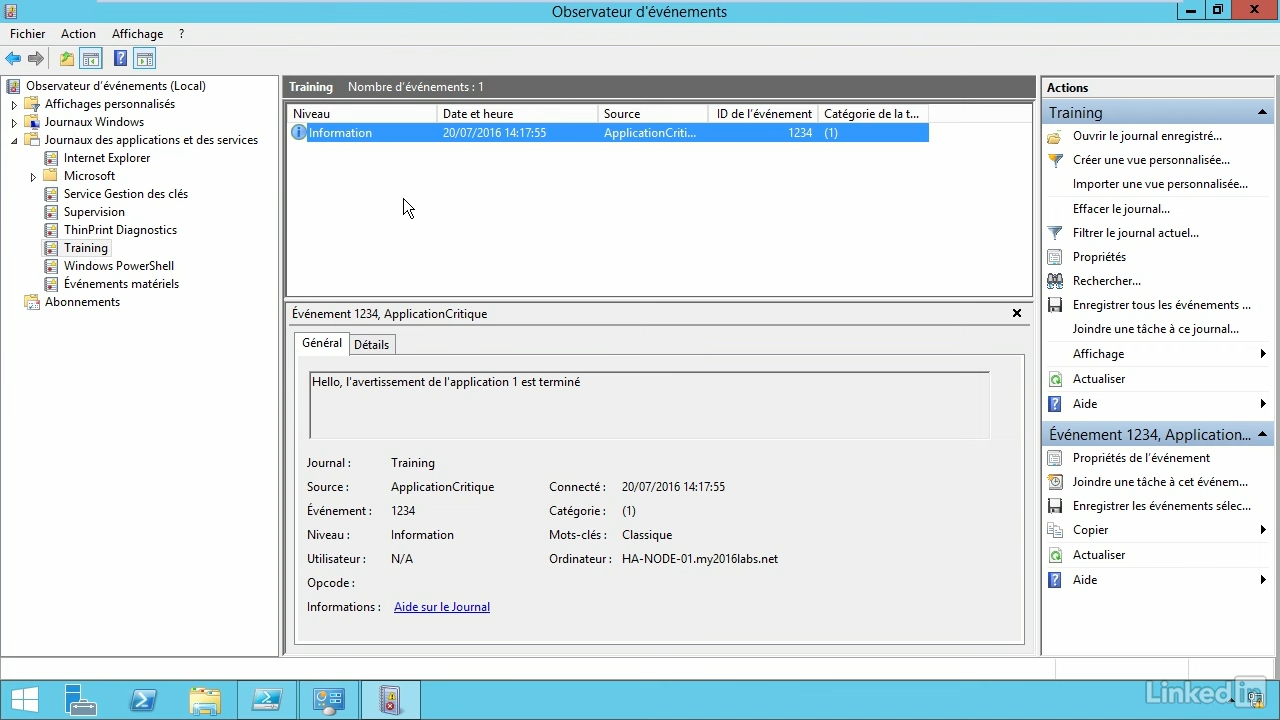 Observateur d'événements
Fichier Action Affichage ?
Observateur d'événements (Local)
Affichages personnalisés
Journaux Windows
Journaux des applications et des services
Internet Explorer
Microsoft
Service Gestion des clés
Supervision
ThinPrint Diagnostics
Training
Windows PowerShell
Événements matériels
Abonnements
Training Nombre d'événements : 1
Niveau Date et heure Source ID de l'événement Catégorie de la t...
Information 20/07/2016 14:17:55 ApplicationCriti... 1234 (1)
Événement 1234, ApplicationCritique
Général Détails
Hello, l'avertissement de l'application 1 est terminé
Journal : Training
Source : ApplicationCritique Connecté : 20/07/2016 14:17:55
Événement : 1234 Catégorie : (1)
Niveau : Information Mots-clés : Classique
Utilisateur : N/A Ordinateur : HA-NODE-01.my2016labs.net
Opcode :
Informations : Aide sur le Journal
Actions
Training
Ouvrir le journal enregistré...
Créer une vue personnalisée...
Importer une vue personnalisée...
Effacer le journal...
Filtrer le journal actuel...
Propriétés
Rechercher...
Enregistrer tous les événements ...
Joindre une tâche à ce journal...
Affichage
Actualiser
Aide
Événement 1234, Application...
Propriétés de l'événement
Joindre une tâche à cet événem...
Enregistrer les événements sélec...
Copier
Actualiser
Aide
Linked in